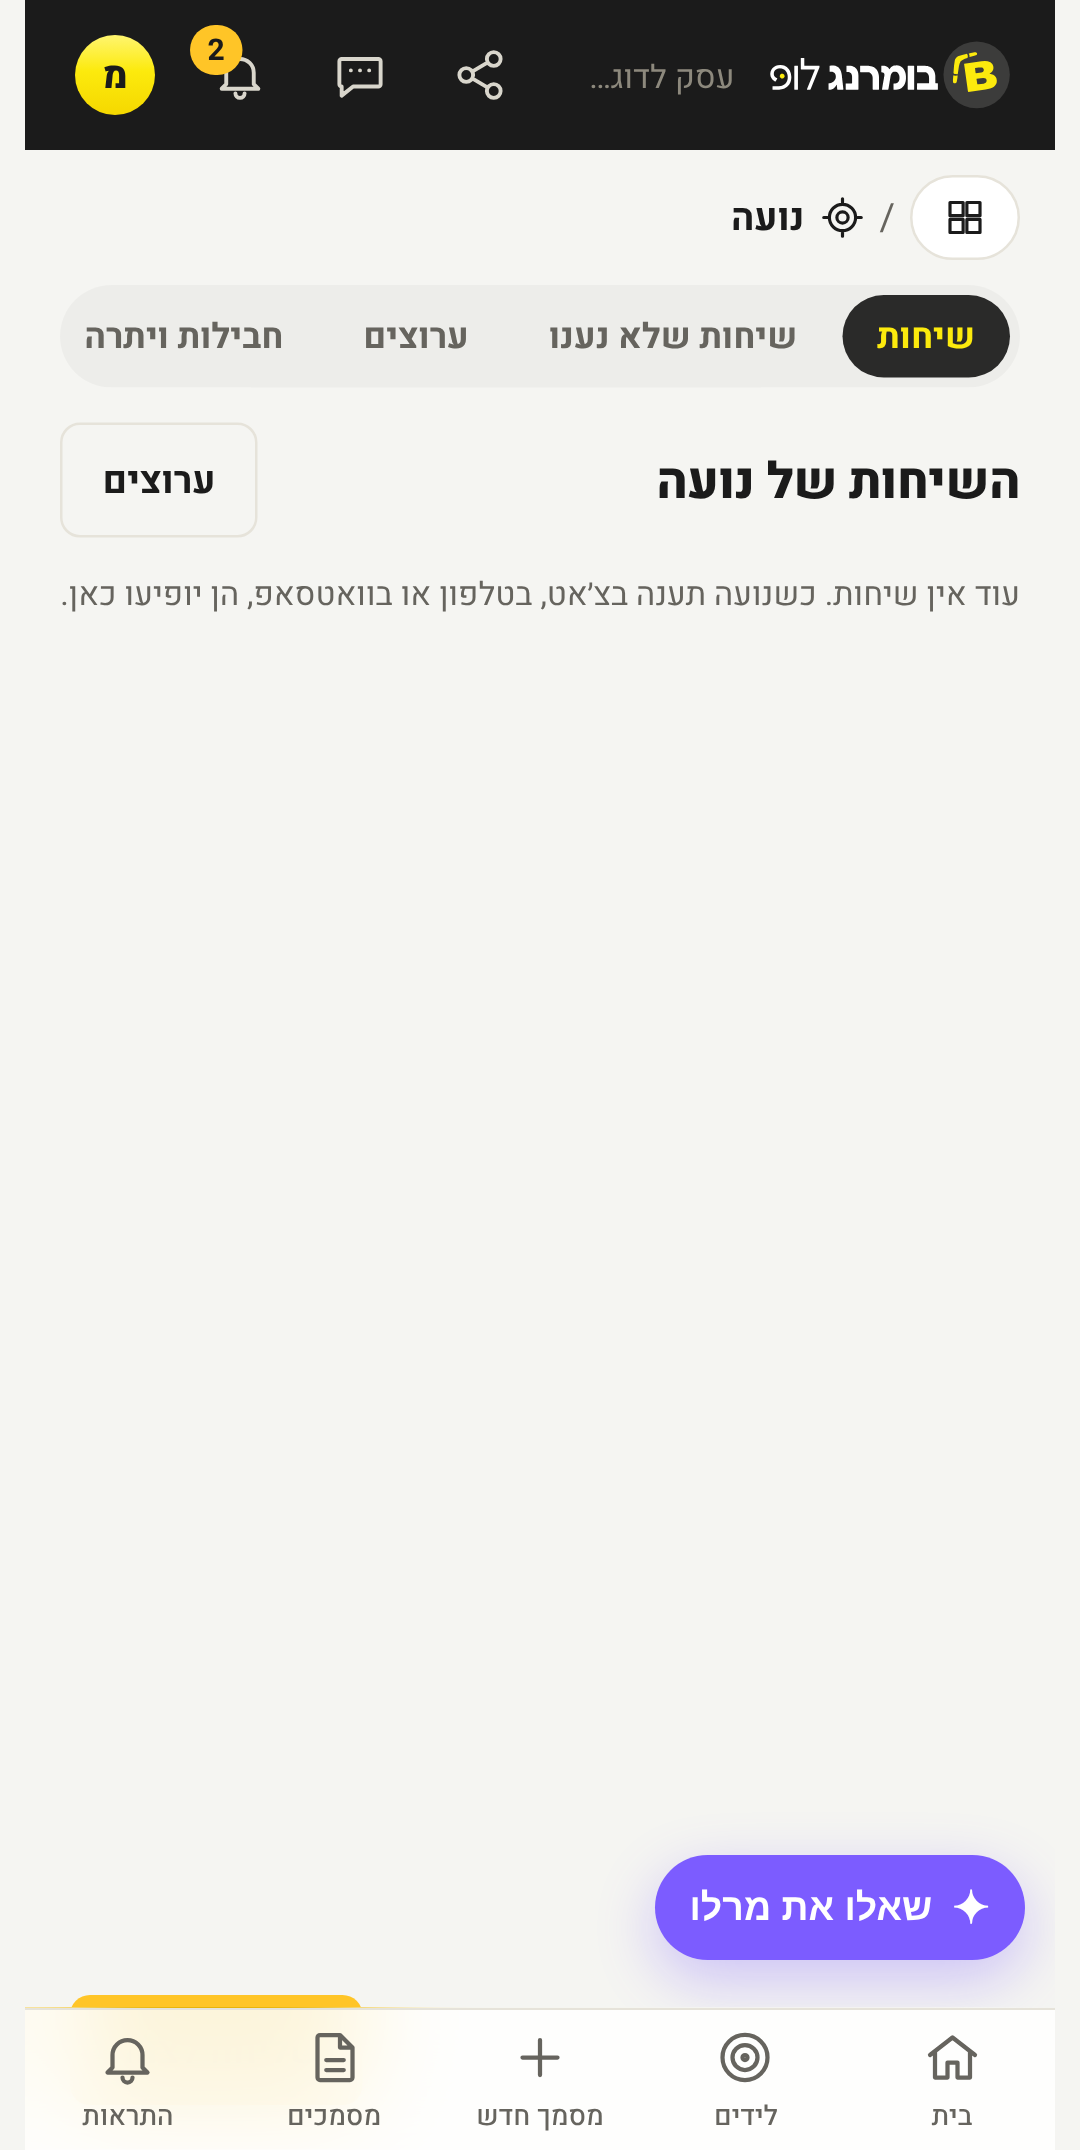 בומרנג לופ עסק לדוג... 2 מ
/ נועה
שיחות שיחות שלא נענו ערוצים חבילות ויתרה
השיחות של נועה ערוצים
עוד אין שיחות. כשנועה תענה בצ׳אט, בטלפון או בוואטסאפ, הן יופיעו כאן.
שאלו את מרלו
בית לידים מסמך חדש מסמכים התראות